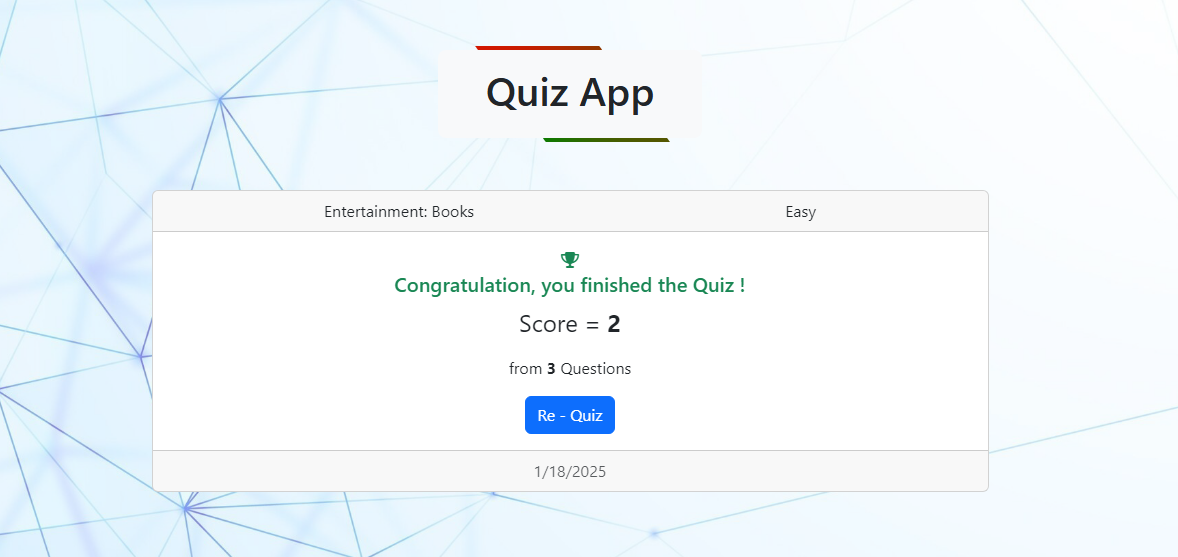 Quiz App
Entertainment: Books Easy
Congratulation, you finished the Quiz !
Score = 2
from 3 Questions
Re - Quiz
1/18/2025